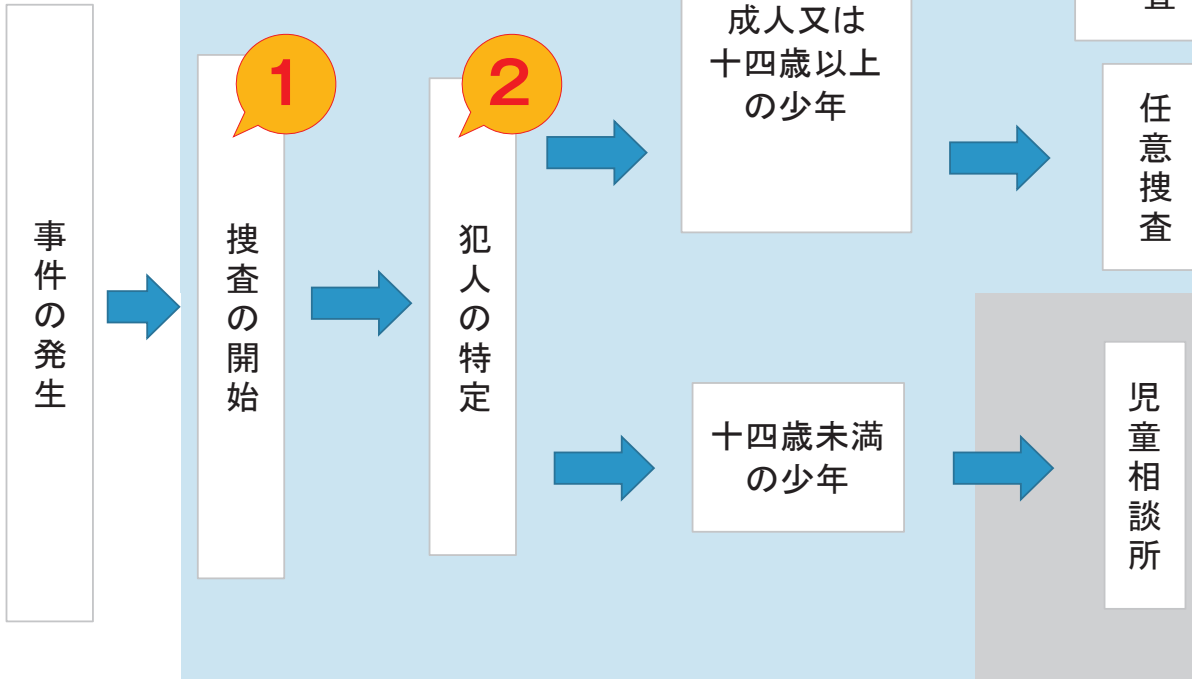 事件の発生
1
捜査の開始
2
犯人の特定
成人又は
十四歳以上
の少年
任意捜査
十四歳未満
の少年
児童相談所